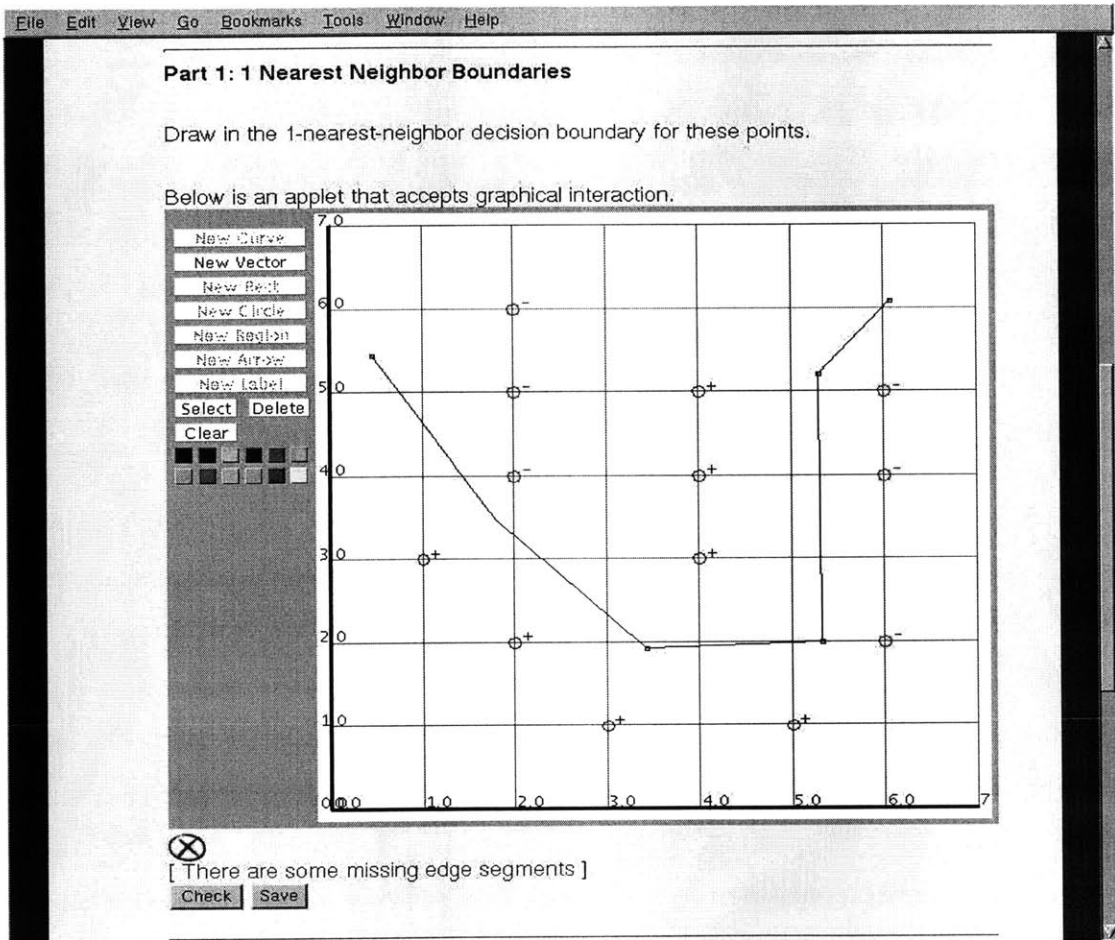 File Edit View Go Bookmarks Tools Window Help
Part 1: 1 Nearest Neighbor Boundaries
Draw in the 1-nearest-neighbor decision boundary for these points.
Below is an applet that accepts graphical interaction.
New Curve
New Vector
New Rect
New Circle
New Region
New Arrow
New Label
Select Delete
Clear
7.0
6.0 -
5.0 - + -
4.0 - + -
3.0 + +
2.0 + -
1.0 + +
0.0 0.0 1.0 2.0 3.0 4.0 5.0 6.0 7
[ There are some missing edge segments ]
Check Save